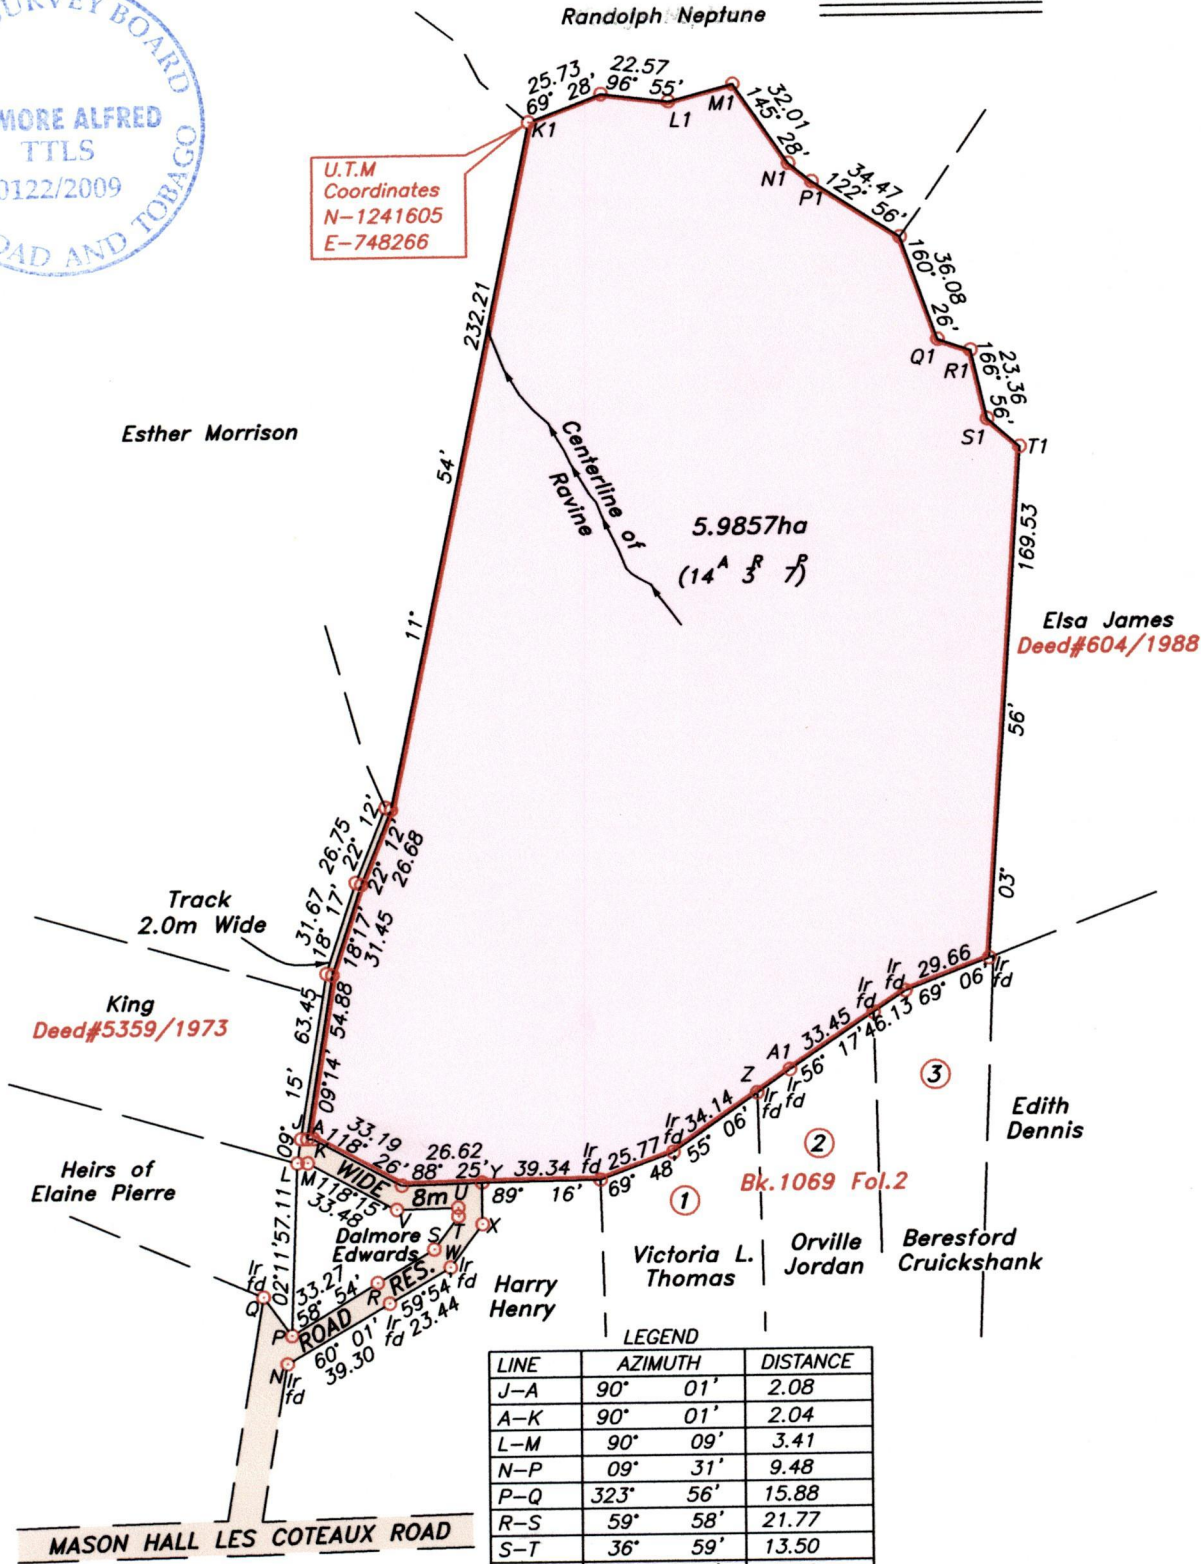 SURVEY BOARD
MORE ALFRED
TTLS
0122/2009
AD AND TOBAGO
Randolph Neptune
25.73
69° 28'
22.57
96° 55'
K1
L1
M1
32.01
145° 28'
N1
P1
34.47
122° 56'
U.T.M
Coordinates
N-1241605
E-748266
36.08
160° 26'
Q1
R1
23.36
166° 56'
S1
T1
232.21
54'
11°
Esther Morrison
Centerline of
Ravine
5.9857ha
(14ᴬ 3ᴿ 7ᴾ)
169.53
56'
03°
Elsa James
Deed#604/1988
26.75
22° 12'
22° 12'
26.68
Track
2.0m Wide
31.67
18° 17'
18°17'
31.45
King
Deed#5359/1973
63.45
15'
09°
54.88
09°14'
Ir
fd
29.66
69° 06'
Ir
fd
Ir
fd
46.13
33.45
56° 17'
A1
Z
Ir
fd
Ir
fd
34.14
55° 06'
Ir
fd
25.77
69° 48'
Ir
fd
39.34
89° 16'
Y
26.62
88° 25'
33.19
118° 26'
J
A
K
L
M
118°15'
33.48
WIDE
8m
U
V
T
X
S
W
Dalmore
Edwards
Heirs of
Elaine Pierre
57.11
02°11'
Ir
fd
Q
33.27
58° 54'
R
RES.
ROAD
Ir
fd
59°54'
23.44
Ir
fd
60° 01'
39.30
P
N
Ir
fd
Harry
Henry
1
Victoria L.
Thomas
2
Bk.1069 Fol.2
Orville
Jordan
3
Beresford
Cruickshank
Edith
Dennis
MASON HALL LES COTEAUX ROAD
LEGEND
LINE AZIMUTH DISTANCE
J-A 90° 01' 2.08
A-K 90° 01' 2.04
L-M 90° 09' 3.41
N-P 09° 31' 9.48
P-Q 323° 56' 15.88
R-S 59° 58' 21.77
S-T 36° 59' 13.50